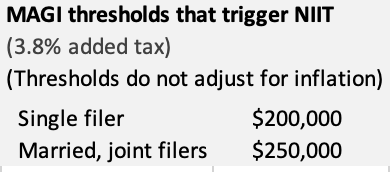 MAGI thresholds that trigger NIIT
(3.8% added tax)
(Thresholds do not adjust for inflation)
Single filer $200,000
Married, joint filers $250,000